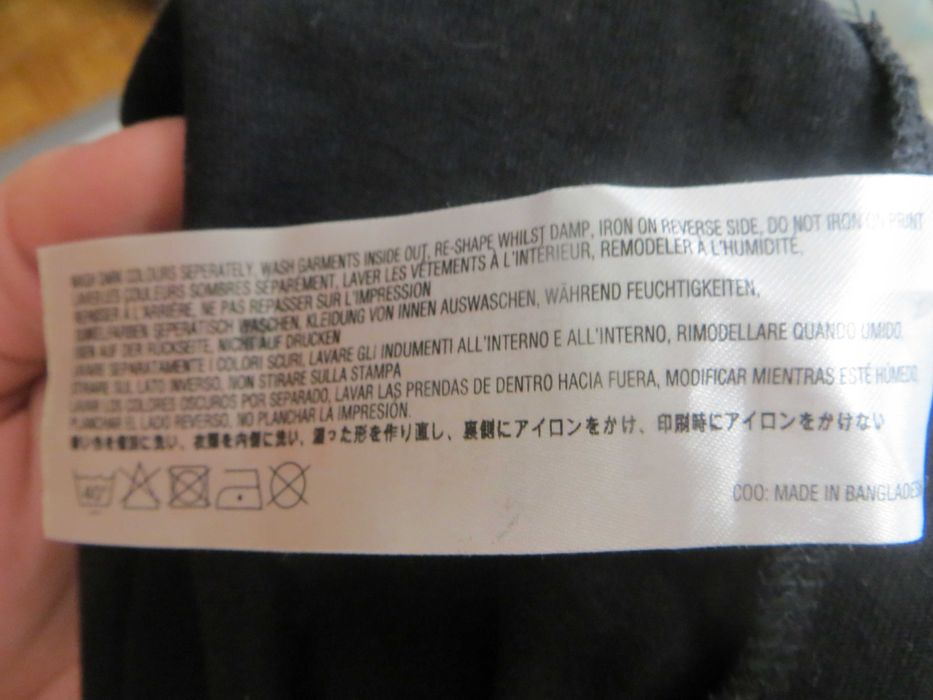 WASH DARK COLOURS SEPERATELY, WASH GARMENTS INSIDE OUT, RE-SHAPE WHILST DAMP, IRON ON REVERSE SIDE, DO NOT IRON ON PRINT
LAVER LES COULEURS SOMBRES SÉPARÉMENT, LAVER LES VÊTEMENTS À L'INTÉRIEUR, REMODELER À L'HUMIDITÉ,
REPASSER À L'ARRIÈRE, NE PAS REPASSER SUR L'IMPRESSION
DUNKELFARBEN SEPERATISCH WASCHEN, KLEIDUNG VON INNEN AUSWASCHEN, WÄHREND FEUCHTIGKEITEN,
EBEN AUF DER RÜCKSEITE, NICHT AUF DRUCKEN
LAVARE SEPARATAMENTE I COLORI SCURI, LAVARE GLI INDUMENTI ALL'INTERNO E ALL'INTERNO, RIMODELLARE QUANDO UMIDO.
STIRARE SUL LATO INVERSO, NON STIRARE SULLA STAMPA
LAVAR LOS COLORES OSCUROS POR SEPARADO, LAVAR LAS PRENDAS DE DENTRO HACIA FUERA, MODIFICAR MIENTRAS ESTÉ HÚMEDO
PLANCHAR EL LADO REVERSO, NO PLANCHAR LA IMPRESIÓN.
暗い色を個別に洗い、衣類を内側に洗い、湿った形を作り直し、裏側にアイロンをかけ、印刷時にアイロンをかけない
40°
COO: MADE IN BANGLADESH